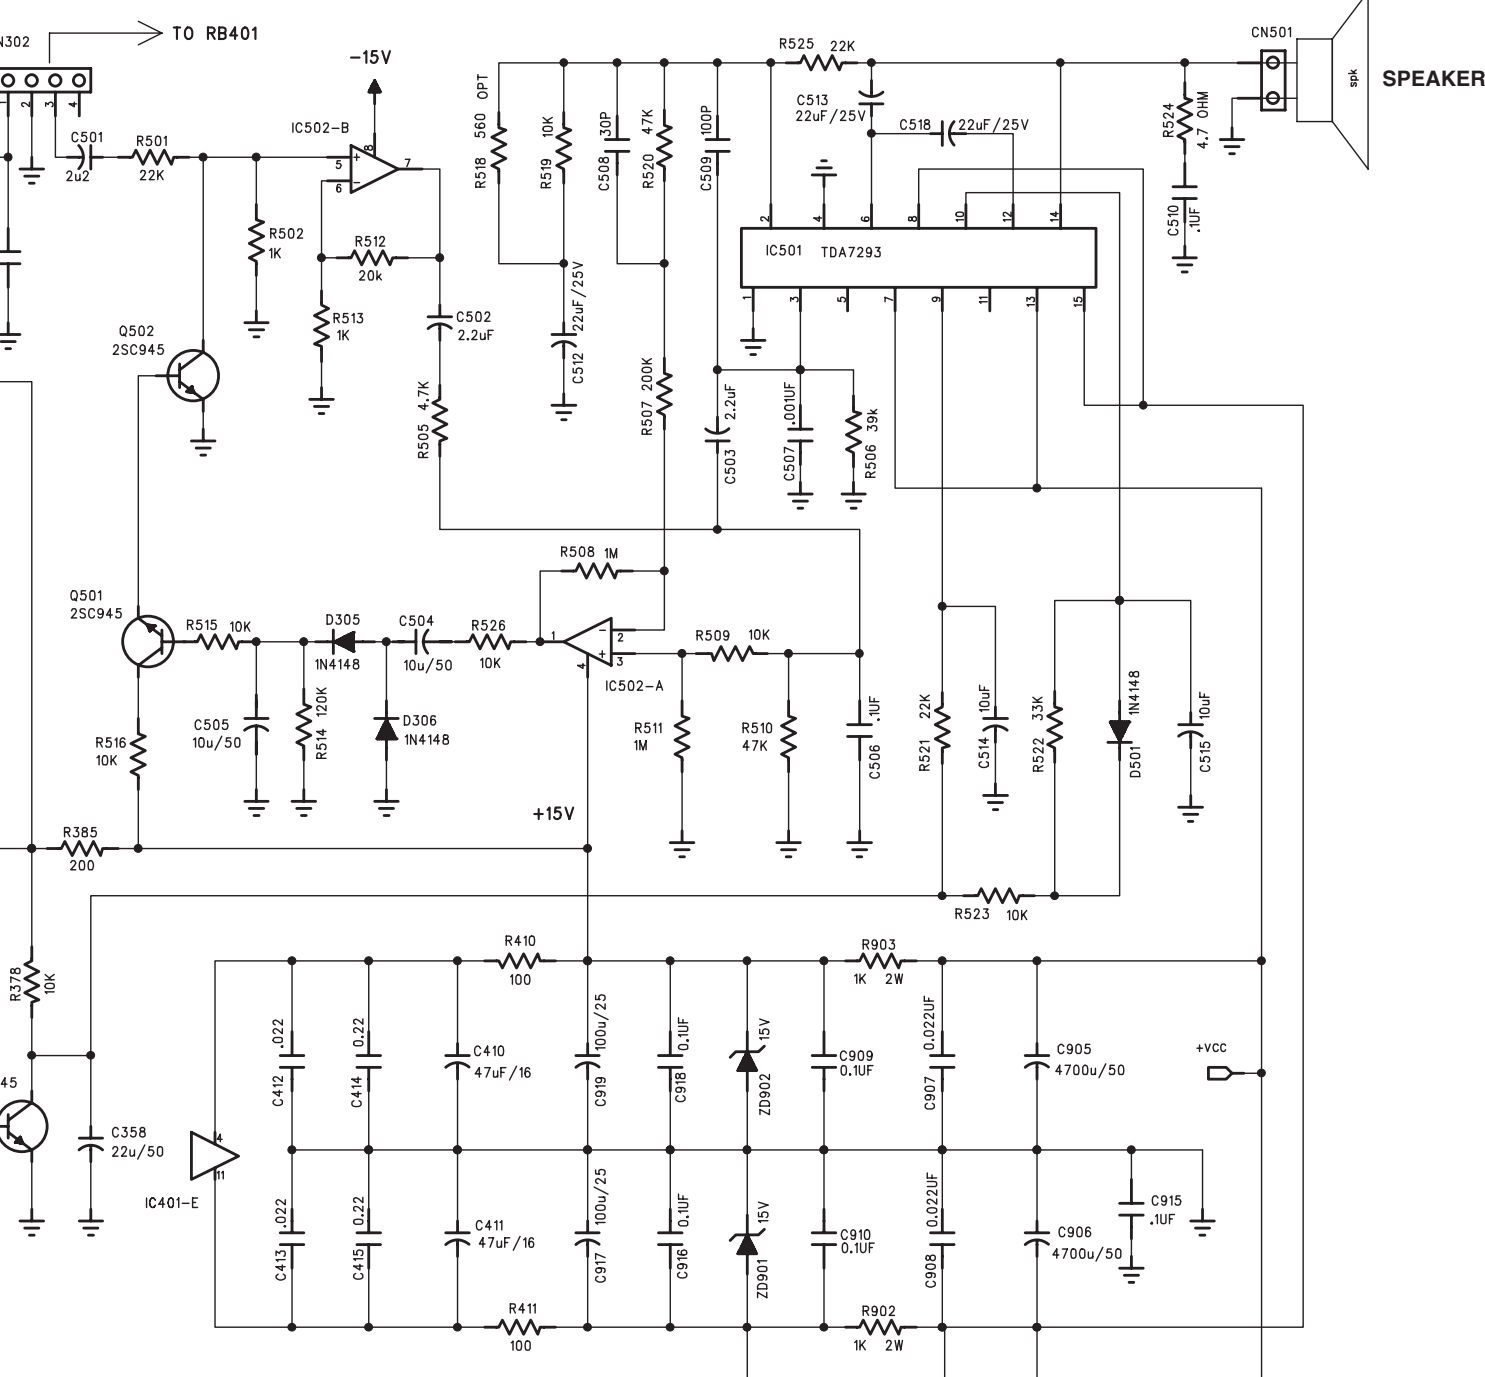 N302
TO RB401
1
2
3
4
C501
2u2
R501
22K
-15V
IC502-B
8
+
5
-
6
7
R502
1K
R512
20k
R513
1K
Q502
2SC945
C502
2.2uF
R505 4.7K
R518 560 OPT
R519 10K
C512 22uF/25V
C508 30P
R520 47K
C509 100P
R507 200K
R525 22K
C513
22uF/25V
C518 22uF/25V
CN501
spk
SPEAKER
R524
4.7 OHM
C510
.1UF
2
4
6
8
10
12
14
IC501 TDA7293
1
3
5
7
9
11
13
15
C503 2.2uF
C507 .001UF
R506 39k
Q501
2SC945
R515 10K
D305
1N4148
C504
10u/50
R526
10K
R508 1M
1
-
2
+
3
4
IC502-A
R509 10K
C505
10u/50
R514 120K
D306
1N4148
R516
10K
R511
1M
R510
47K
C506 .1UF
R521 22K
C514 10uF
R522 33K
D501 1N4148
C515 10uF
+15V
R385
200
R523 10K
R378
10K
R410
100
R903
1K 2W
C412 .022
C414 0.22
C410
47uF/16
C919 100u/25
C918 0.1UF
ZD902 15V
C909
0.1UF
C907 0.022UF
C905
4700u/50
+VCC
45
C358
22u/50
4
11
IC401-E
C413 .022
C415 0.22
C411
47uF/16
C917 100u/25
C916 0.1UF
ZD901 15V
C910
0.1UF
C908 0.022UF
C906
4700u/50
C915
.1UF
R411
100
R902
1K 2W